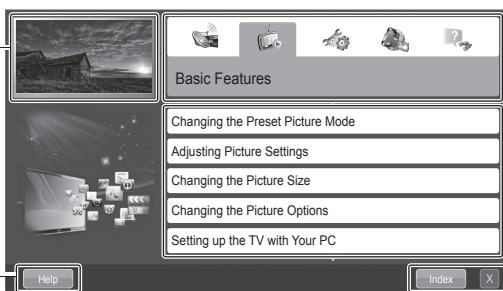 Basic Features
Changing the Preset Picture Mode
Adjusting Picture Settings
Changing the Picture Size
Changing the Picture Options
Setting up the TV with Your PC
Help
Index
X